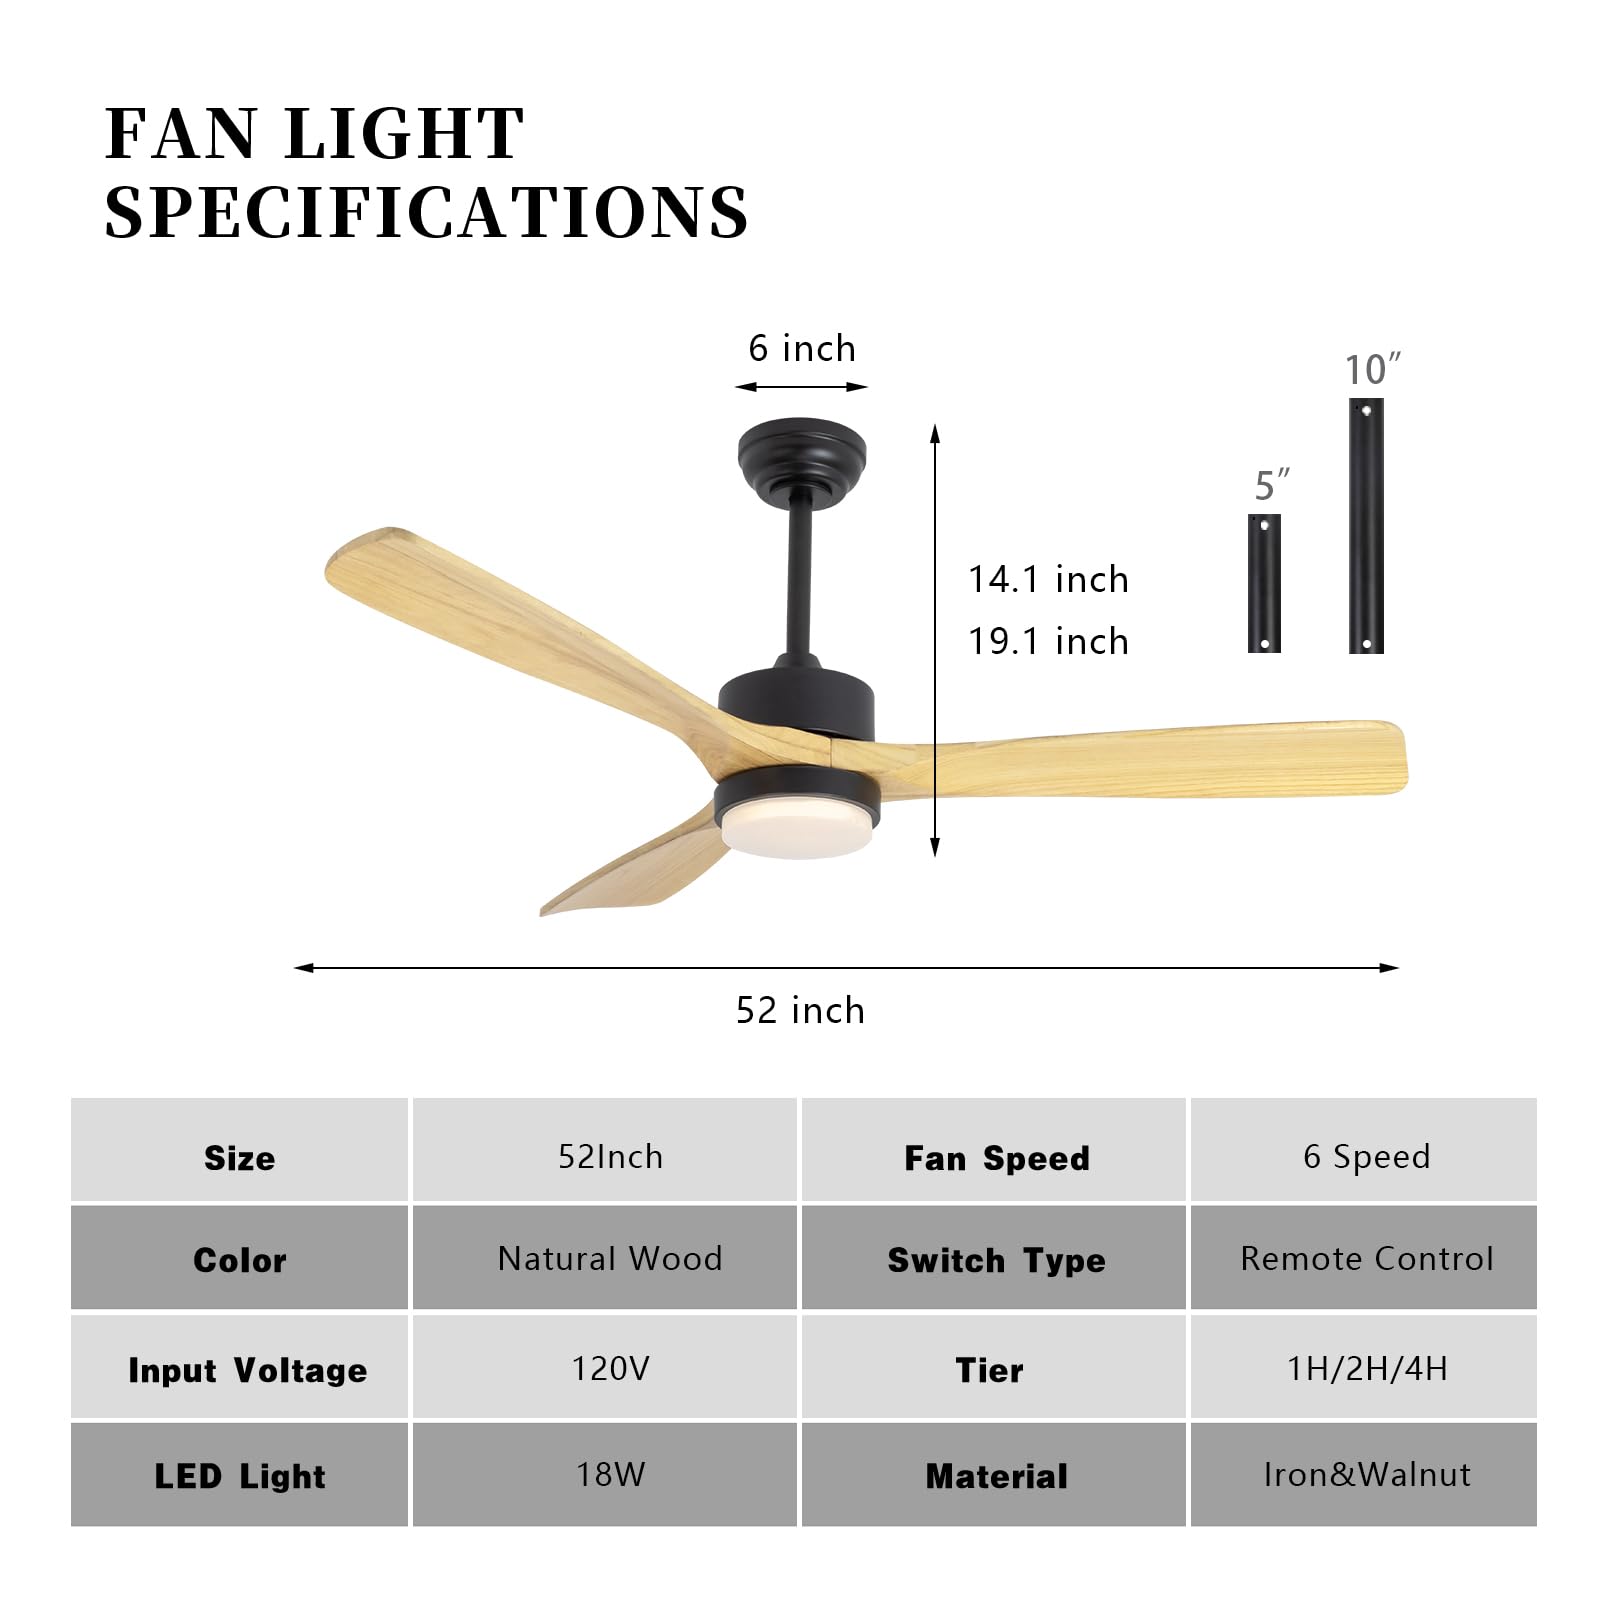 FAN LIGHT
SPECIFICATIONS
6 inch
10″
5″
14.1 inch
19.1 inch
52 inch
Size 52Inch Fan Speed 6 Speed
Color Natural Wood Switch Type Remote Control
Input Voltage 120V Tier 1H/2H/4H
LED Light 18W Material Iron&Walnut